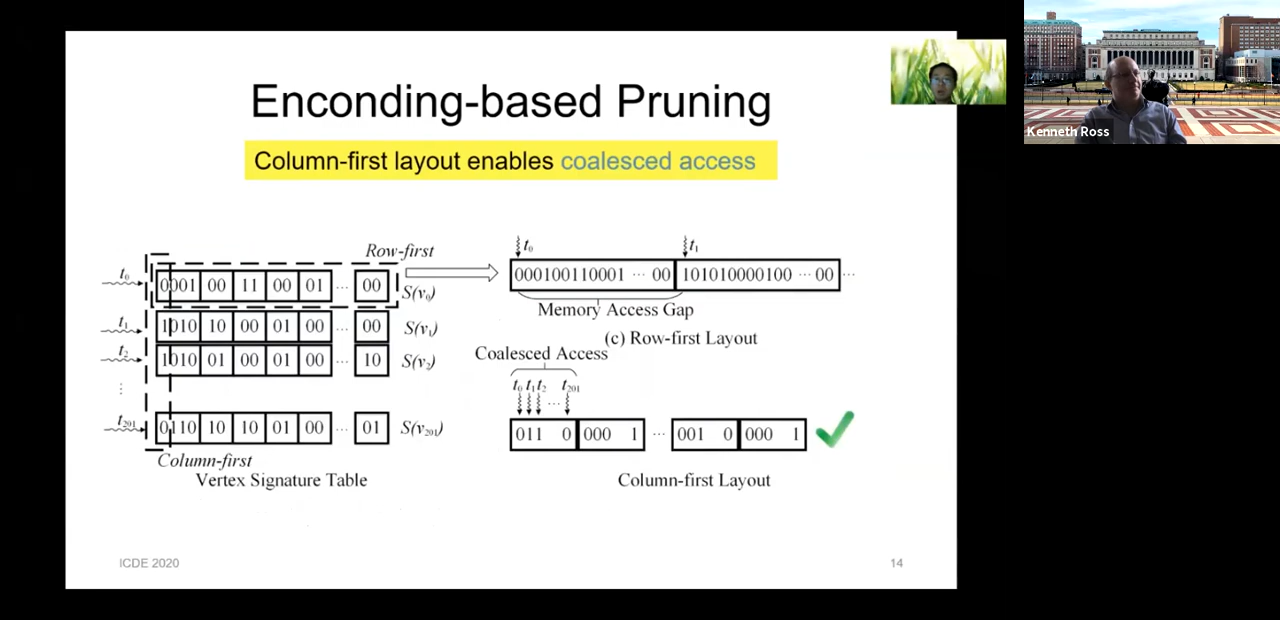 Enconding-based Pruning
Column-first layout enables coalesced access
Row-first
t0 0001 00 11 00 01 ... 00 S(v0)
t1 1010 10 00 01 00 ... 00 S(v1)
t2 1010 01 00 01 00 ... 10 S(v2)
⋮
t201 0110 10 10 01 00 ... 01 S(v201)
Column-first
Vertex Signature Table
t0 t1
000100110001 ... 00 101010000100 ... 00 ...
Memory Access Gap
(c) Row-first Layout
Coalesced Access
t0 t1 t2 t201
...
011 0 000 1 ... 001 0 000 1
Column-first Layout
ICDE 2020
14
Kenneth Ross